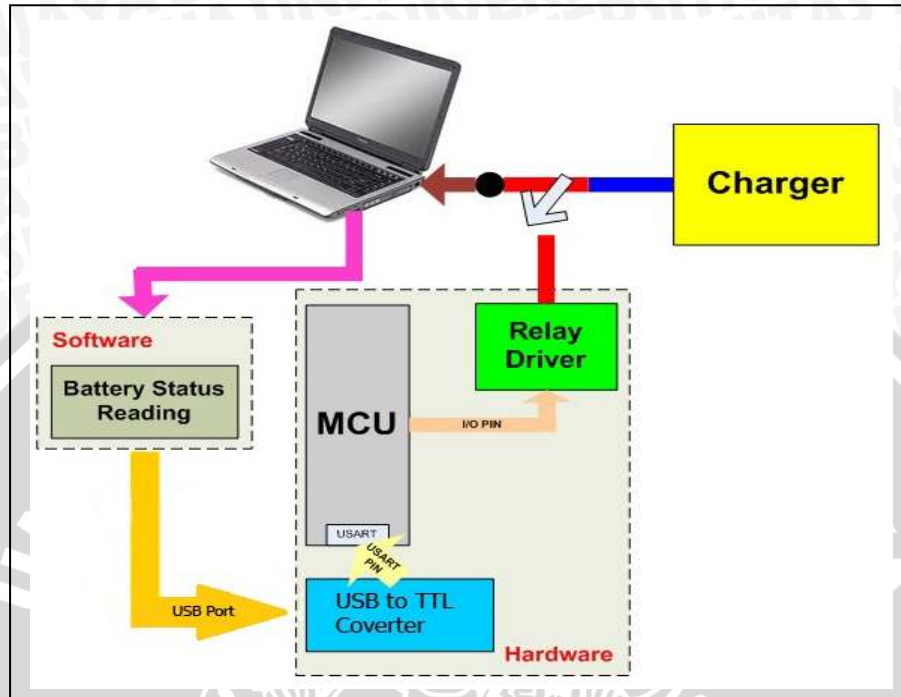 Charger
Relay
Driver
Software
Battery Status
Reading
MCU
I/O PIN
USART
USART
PIN
USB Port
USB to TTL
Coverter
Hardware